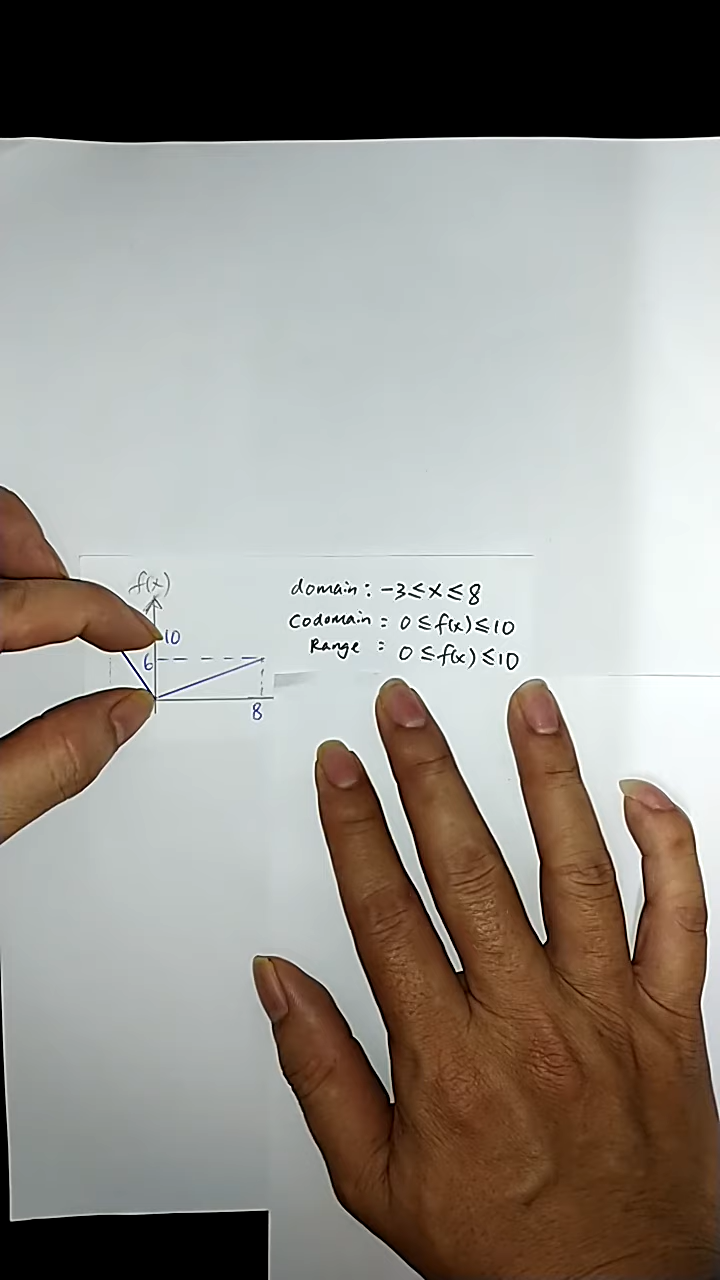 f(x)
10
6
8
domain : -3 ≤ x ≤ 8
Codomain = 0 ≤ f(x) ≤ 10
Range = 0 ≤ f(x) ≤ 10